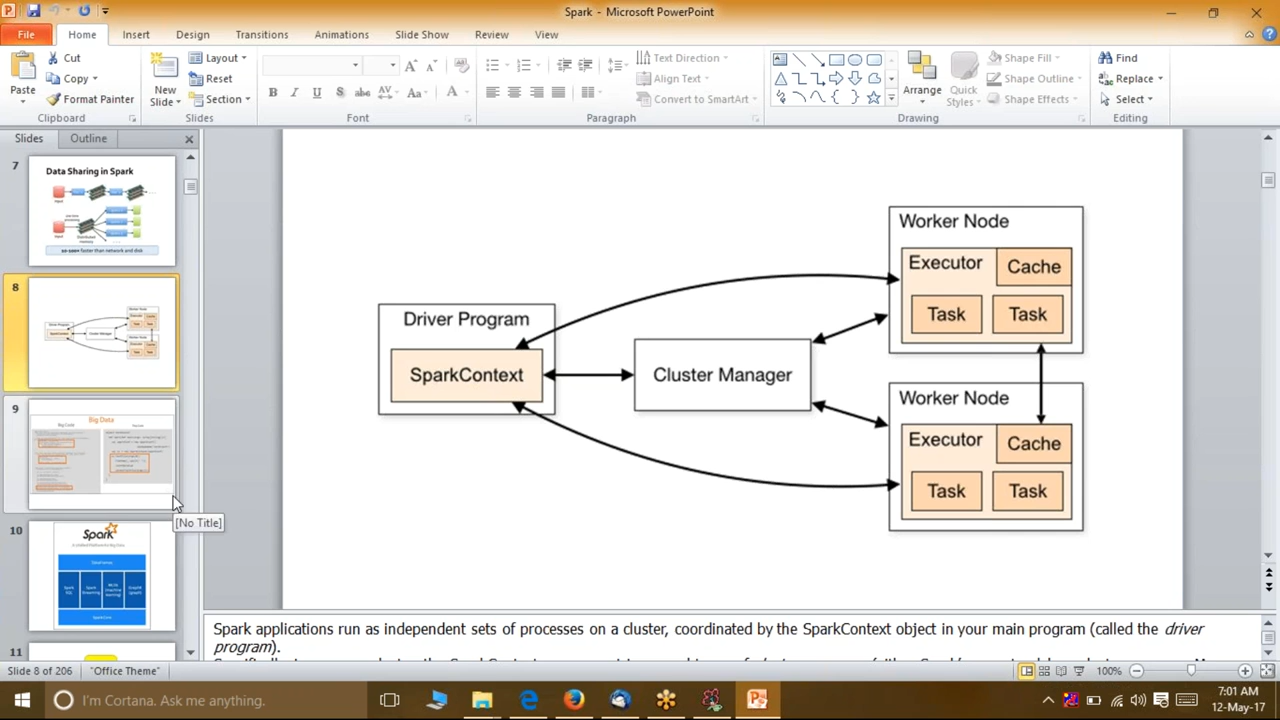 Spark - Microsoft PowerPoint
File Home Insert Design Transitions Animations Slide Show Review View
Paste
Cut
Copy
Format Painter
Clipboard
New
Slide
Layout
Reset
Section
Slides
B I U S abc AV Aa A
Font
Paragraph
Text Direction
Align Text
Convert to SmartArt
Arrange
Quick
Styles
Shape Fill
Shape Outline
Shape Effects
Drawing
Find
Replace
Select
Editing
Slides Outline
7
Data Sharing in Spark
8
9
Big Data
10
Spark
11
[No Title]
Driver Program
SparkContext
Cluster Manager
Worker Node
Executor
Cache
Task Task
Worker Node
Executor
Cache
Task Task
Spark applications run as independent sets of processes on a cluster, coordinated by the SparkContext object in your main program (called the driver
program).
Slide 8 of 206
"Office Theme"
100%
I'm Cortana. Ask me anything.
7:01 AM
12-May-17